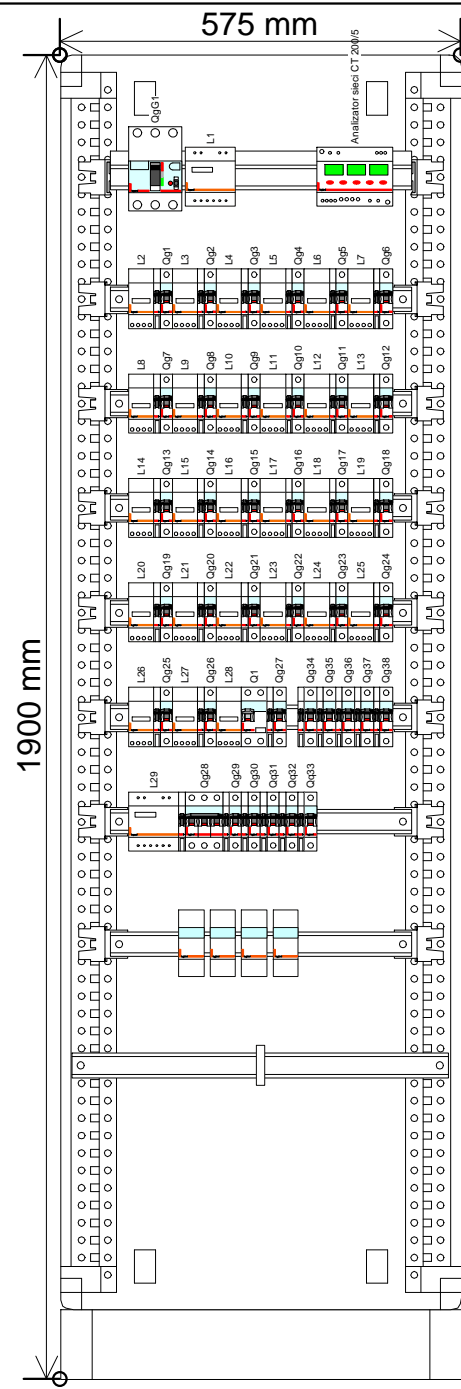 575 mm
1900 mm
QgG1
L1
Analizator sieci CT 200/5
L2 Qg1 L3 Qg2 L4 Qg3 L5 Qg4 L6 Qg5 L7 Qg6
L8 Qg7 L9 Qg8 L10 Qg9 L11 Qg10 L12 Qg11 L13 Qg12
L14 Qg13 L15 Qg14 L16 Qg15 L17 Qg16 L18 Qg17 L19 Qg18
L20 Qg19 L21 Qg20 L22 Qg21 L23 Qg22 L24 Qg23 L25 Qg24
L26 Qg25 L27 Qg26 L28 Q1 Qg27 Qg34 Qg35 Qg36 Qg37 Qg38
L29 Qg28 Qg29 Qg30 Qg31 Qg32 Qg33